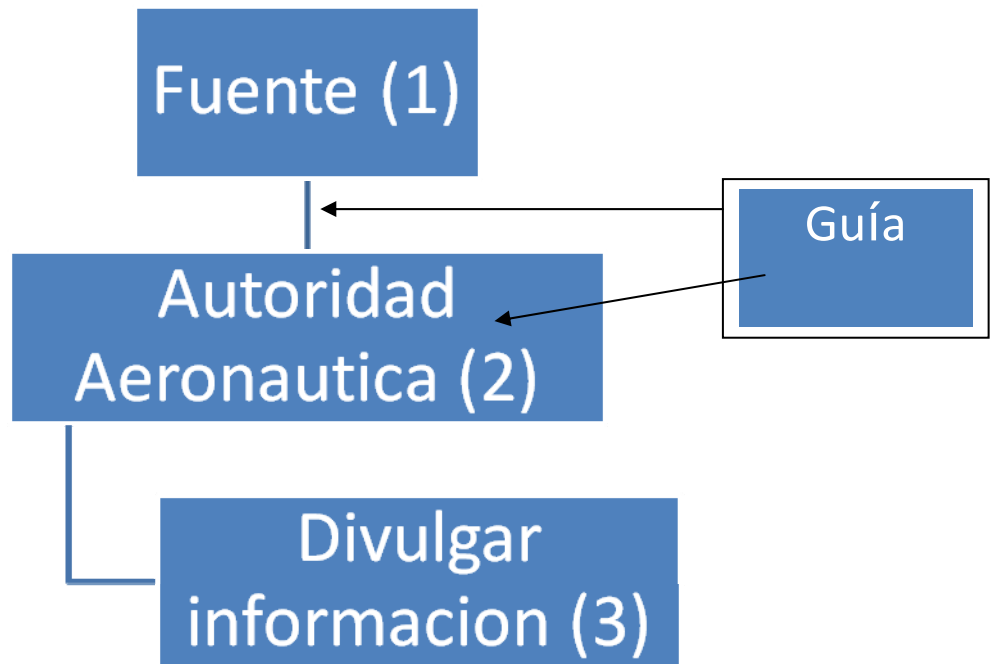 Fuente (1)
Guía
Autoridad
Aeronautica (2)
Divulgar
informacion (3)